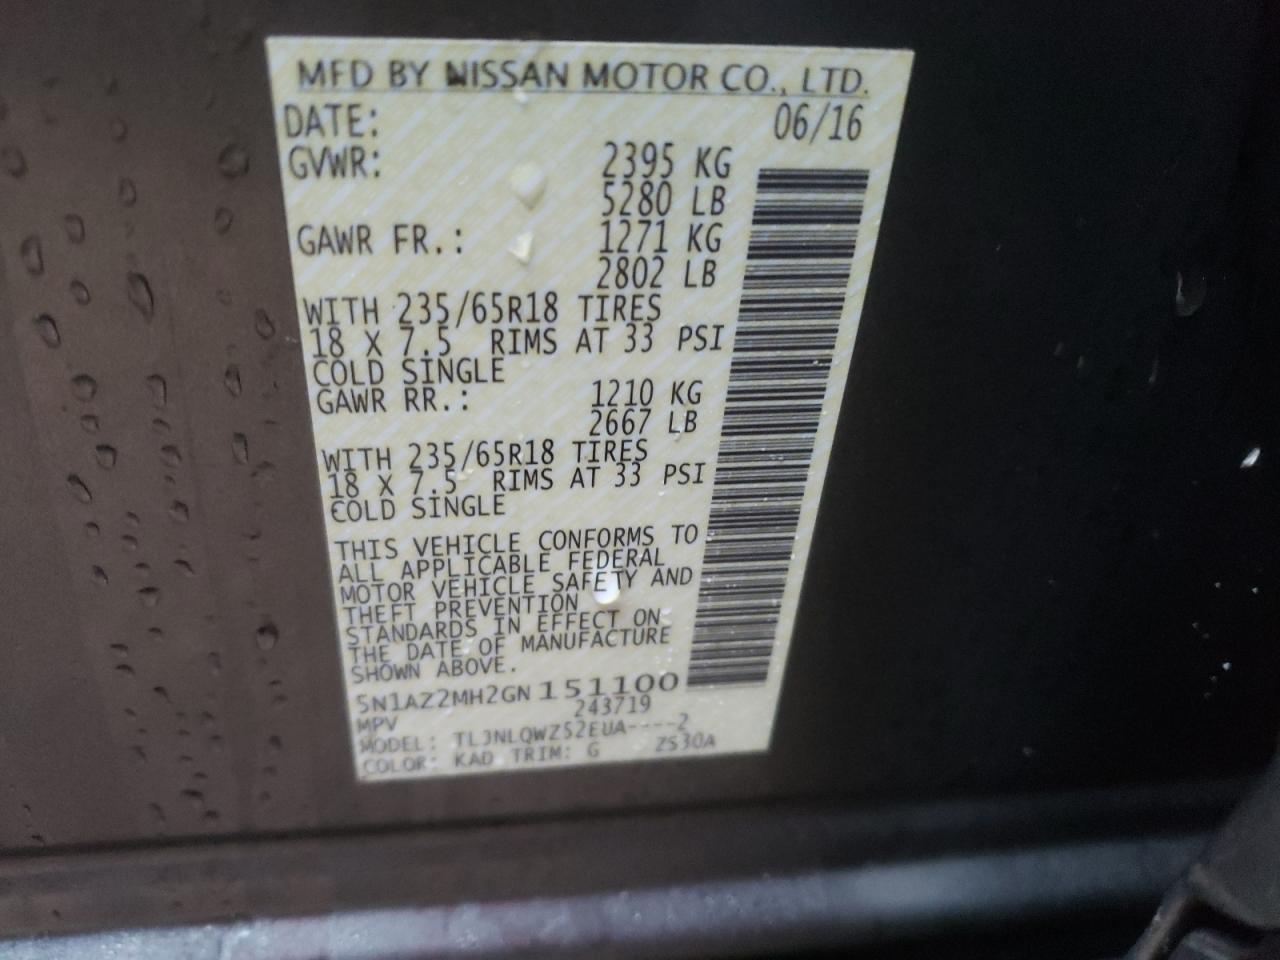 MFD BY NISSAN MOTOR CO., LTD.
DATE: 06/16
GVWR: 2395 KG
5280 LB
GAWR FR.: 1271 KG
2802 LB
WITH 235/65R18 TIRES
18 X 7.5 RIMS AT 33 PSI
COLD SINGLE
GAWR RR.: 1210 KG
2667 LB
WITH 235/65R18 TIRES
18 X 7.5 RIMS AT 33 PSI
COLD SINGLE
THIS VEHICLE CONFORMS TO
ALL APPLICABLE FEDERAL
MOTOR VEHICLE SAFETY AND
THEFT PREVENTION
STANDARDS IN EFFECT ON
THE DATE OF MANUFACTURE
SHOWN ABOVE.
5N1AZ2MH2GN151100
243719
MPV
MODEL: TLJNLQWZ52EUA----2
COLOR: KAD TRIM: G Z530A